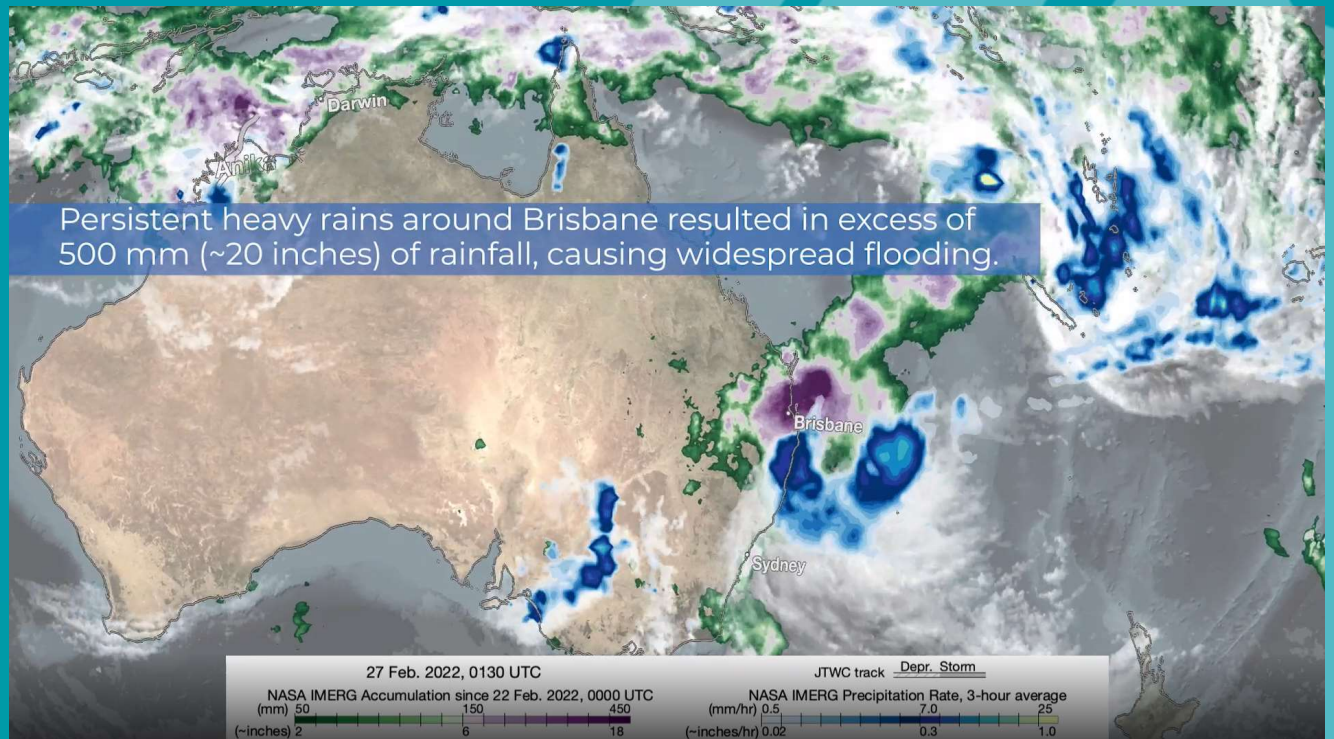 Darwin
Anika
Persistent heavy rains around Brisbane resulted in excess of
500 mm (~20 inches) of rainfall, causing widespread flooding.
Brisbane
Sydney
27 Feb. 2022, 0130 UTC
JTWC track Depr. Storm
NASA IMERG Accumulation since 22 Feb. 2022, 0000 UTC
(mm) 50 150 450
(~inches) 2 6 18
NASA IMERG Precipitation Rate, 3-hour average
(mm/hr) 0.5 7.0 25
(~inches/hr) 0.02 0.3 1.0